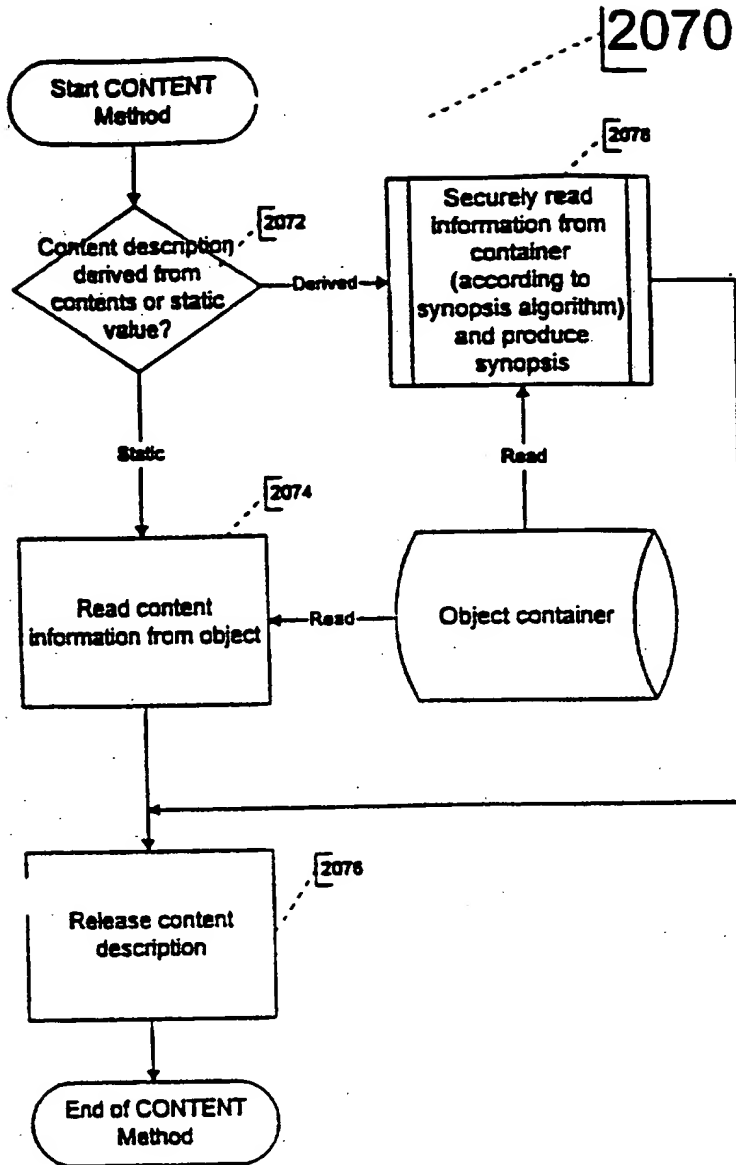 2070
Start CONTENT
Method
2078
Securely read
information from
container
(according to
synopsis algorithm)
and produce
synopsis
2072
Content description
derived from
contents or static
value?
Derived
Static
Read
2074
Read content
information from object
Read
Object container
2076
Release content
description
End of CONTENT
Method